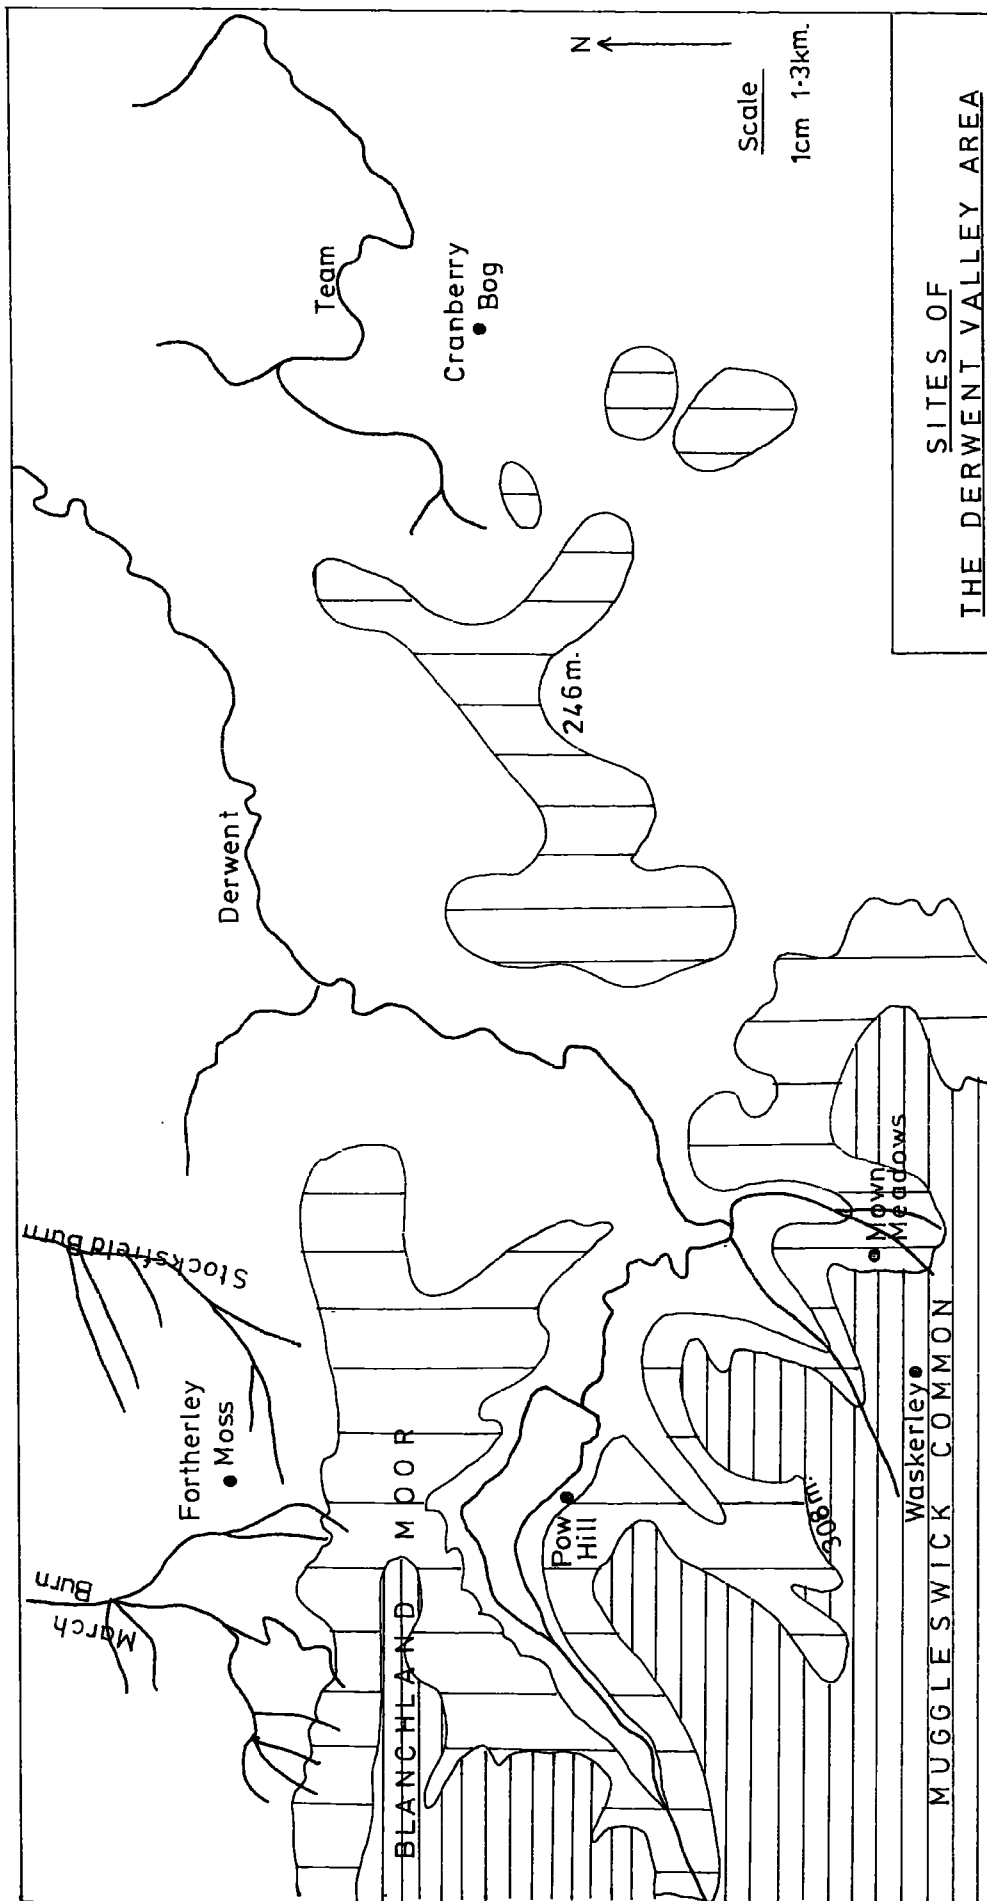 March
Burn
Stocksfield Burn
Fortherley
Moss
Derwent
Team
N
Cranberry
Bog
Scale
1cm 1·3km.
BLANCHLAND MOOR
Pow
Hill
246m.
308m.
Mown
Meadows
Waskerley
MUGGLESWICK COMMON
SITES OF
THE DERWENT VALLEY AREA